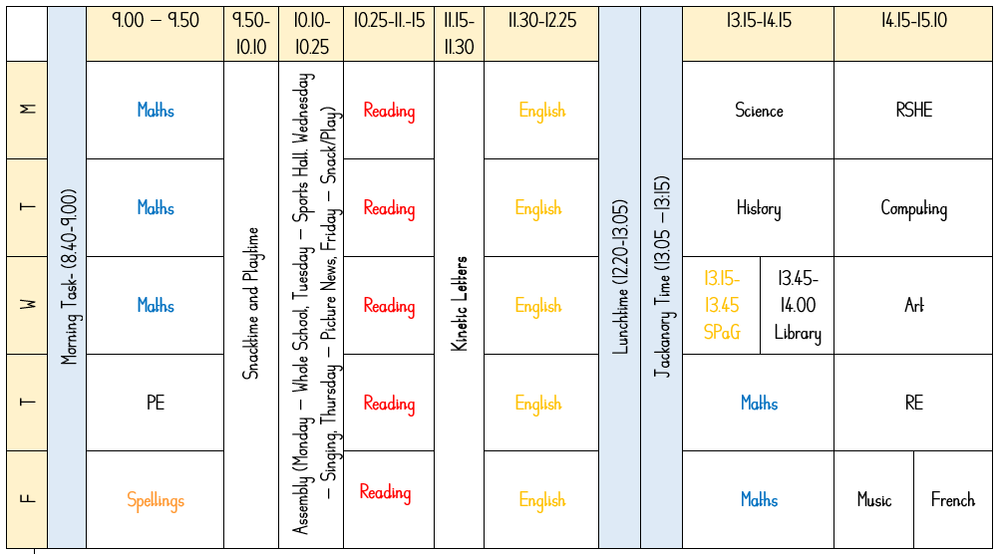 9.00 – 9.50
9.50-
10.10
10.10-
10.25
10.25-11.-15
11.15-
11.30
11.30-12.25
13.15-14.15
14.15-15.10
Morning Task- (8.40-9.00)
Snacktime and Playtime
Assembly (Monday – Whole School, Tuesday – Sports Hall. Wednesday
– Singing, Thursday – Picture News, Friday – Snack/Play)
Kinetic Letters
Lunchtime (12.20-13.05)
Jackanory Time (13.05 –13:15)
M
Maths
Reading
English
Science
RSHE
T
Maths
Reading
English
History
Computing
W
Maths
Reading
English
13.15-
13.45
SPaG
13.45-
14.00
Library
Art
T
PE
Reading
English
Maths
RE
F
Spellings
Reading
English
Maths
Music
French